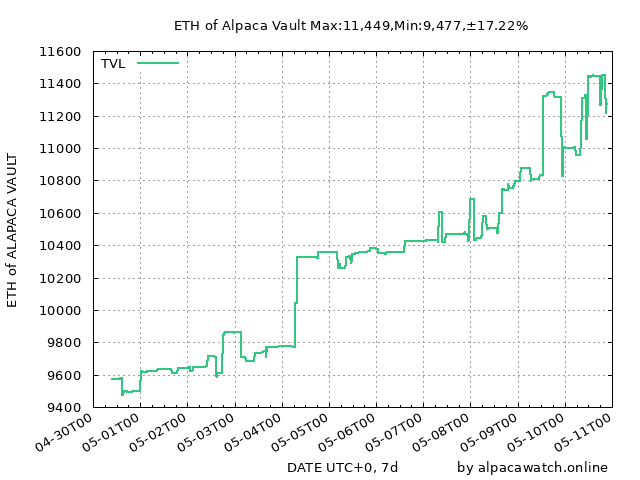 ETH of Alpaca Vault Max:11,449,Min:9,477,±17.22%
TVL
11600
11400
11200
11000
10800
10600
10400
10200
10000
9800
9600
9400
ETH of ALAPACA VAULT
04-30T00
05-01T00
05-02T00
05-03T00
05-04T00
05-05T00
05-06T00
05-07T00
05-08T00
05-09T00
05-10T00
05-11T00
DATE UTC+0, 7d
by alpacawatch.online